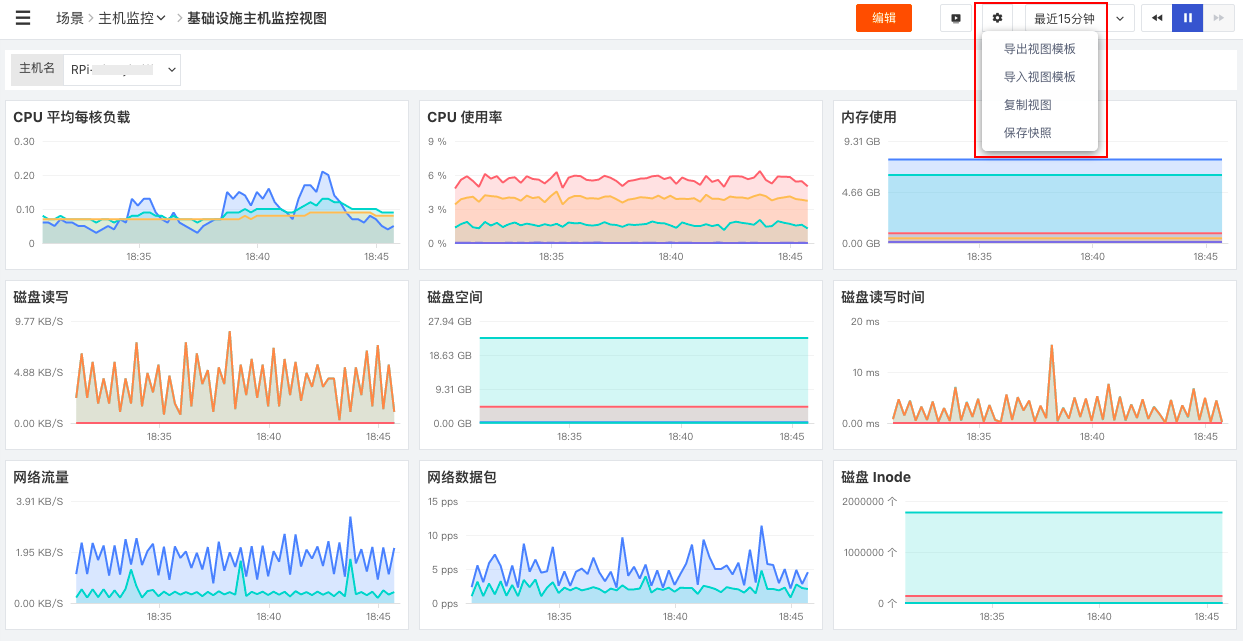 场景 主机监控 基础设施主机监控视图
编辑
最近15分钟
导出视图模板
导入视图模板
复制视图
保存快照
主机名 RPi-
CPU 平均每核负载
0.30
0.20
0.10
0
18:35 18:40 18:45
CPU 使用率
9 %
6 %
3 %
0 %
18:35 18:40 18:45
内存使用
9.31 GB
4.66 GB
0.00 GB
18:35 18:40 18:45
磁盘读写
9.77 KB/S
4.88 KB/S
0.00 KB/S
18:35 18:40 18:45
磁盘空间
27.94 GB
18.63 GB
9.31 GB
0.00 GB
18:35 18:40 18:45
磁盘读写时间
20 ms
10 ms
0.00 ms
18:35 18:40 18:45
网络流量
3.91 KB/S
1.95 KB/S
0.00 KB/S
18:35 18:40 18:45
网络数据包
15 pps
10 pps
5 pps
0 pps
18:35 18:40 18:45
磁盘 Inode
2000000 个
1000000 个
0 个
18:35 18:40 18:45